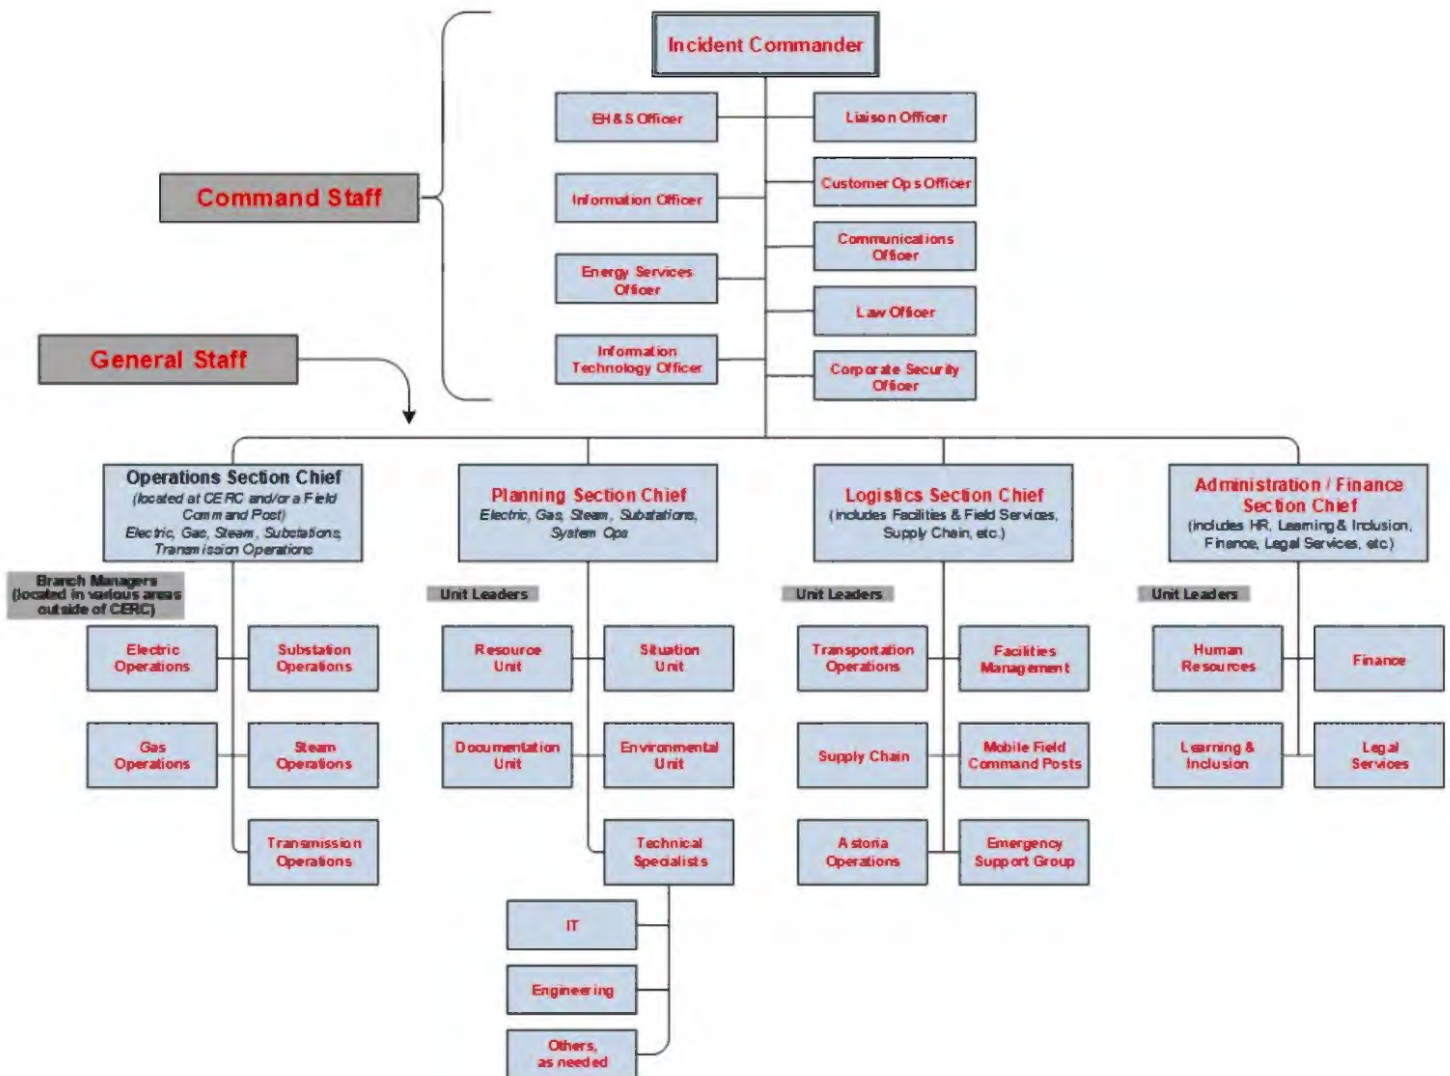 Incident Commander
EH&S Officer
Liaison Officer
Command Staff
Customer Ops Officer
Information Officer
Communications
Officer
Energy Services
Officer
Law Officer
General Staff
Information
Technology Officer
Corporate Security
Officer
Operations Section Chief
(located at CERC and/or a Field
Command Post)
Electric, Gas, Steam, Substations,
Transmission Operations
Planning Section Chief
Electric, Gas, Steam, Substations,
System Ops
Logistics Section Chief
(includes Facilities & Field Services,
Supply Chain, etc.)
Administration / Finance
Section Chief
(includes HR, Learning & Inclusion,
Finance, Legal Services, etc)
Branch Managers
(located in various areas
outside of CERC)
Unit Leaders
Unit Leaders
Unit Leaders
Electric
Operations
Substation
Operations
Resource
Unit
Situation
Unit
Transportation
Operations
Facilities
Management
Human
Resources
Finance
Gas
Operations
Steam
Operations
Documentation
Unit
Environmental
Unit
Supply Chain
Mobile Field
Command Posts
Learning &
Inclusion
Legal
Services
Transmission
Operations
Technical
Specialists
Astoria
Operations
Emergency
Support Group
IT
Engineering
Others,
as needed